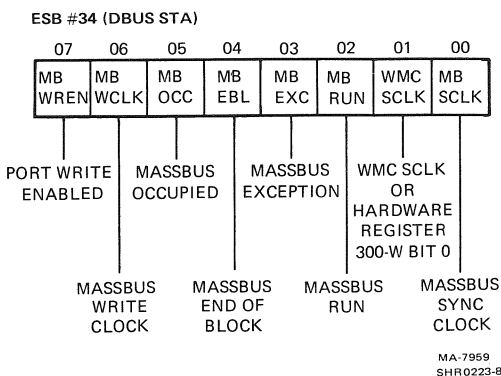 ESB #34 (DBUS STA)
07 06 05 04 03 02 01 00
MB MB MB MB MB MB WMC MB
WREN WCLK OCC EBL EXC RUN SCLK SCLK
PORT WRITE
ENABLED
MASSBUS
OCCUPIED
MASSBUS
EXCEPTION
WMC SCLK
OR
HARDWARE
REGISTER
300-W BIT 0
MASSBUS
WRITE
CLOCK
MASSBUS
END OF
BLOCK
MASSBUS
RUN
MASSBUS
SYNC
CLOCK
MA-7959
SHR0223-8